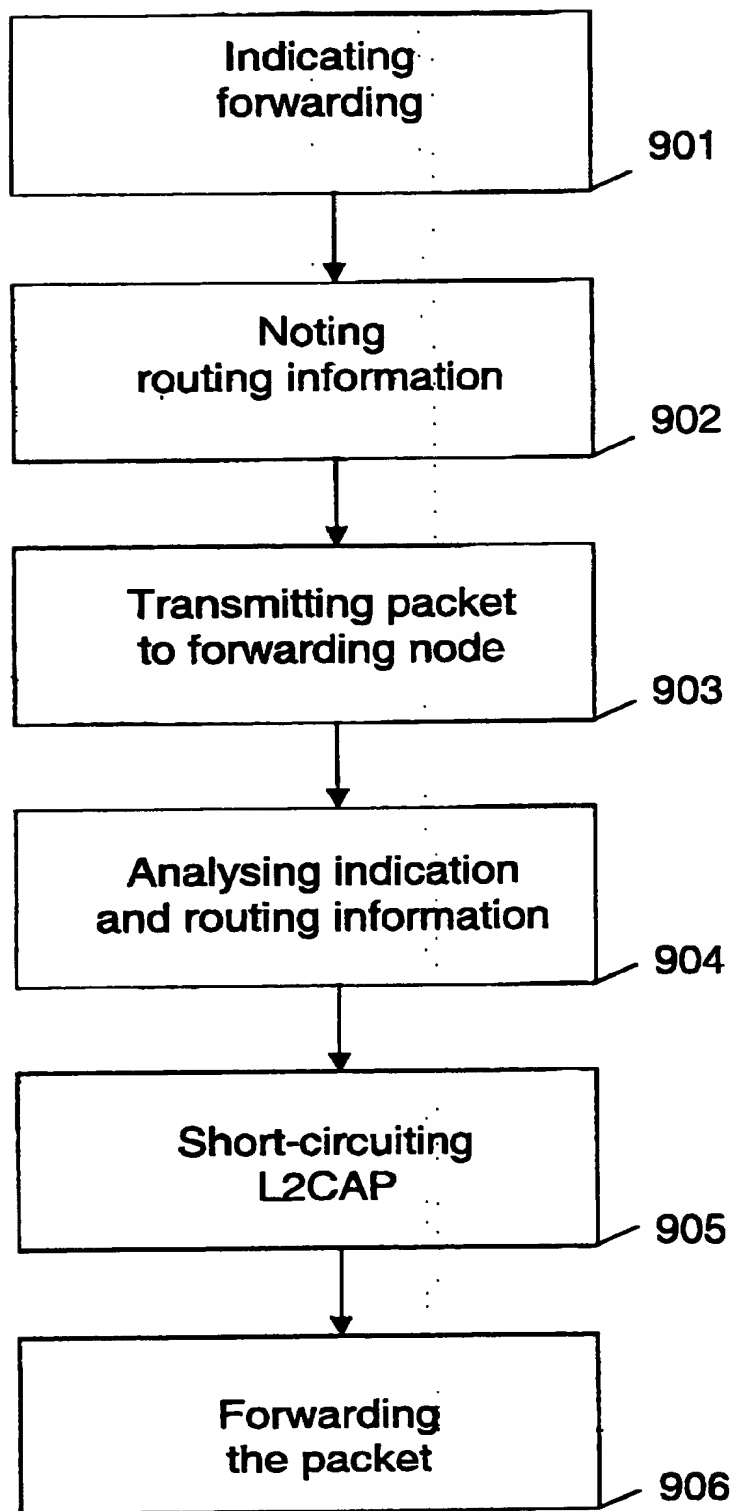 Indicating
forwarding
901
Noting
routing information
902
Transmitting packet
to forwarding node
903
Analysing indication
and routing information
904
Short-circuiting
L2CAP
905
Forwarding
the packet
906